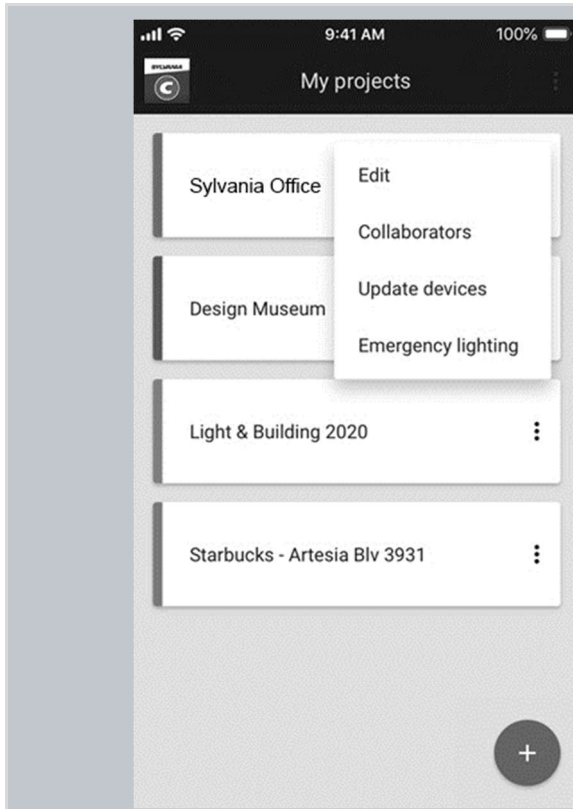 9:41 AM 100%
SYLVANIA
C
My projects
Sylvania Office
Edit
Collaborators
Design Museum
Update devices
Emergency lighting
Light & Building 2020
Starbucks - Artesia Blv 3931
+